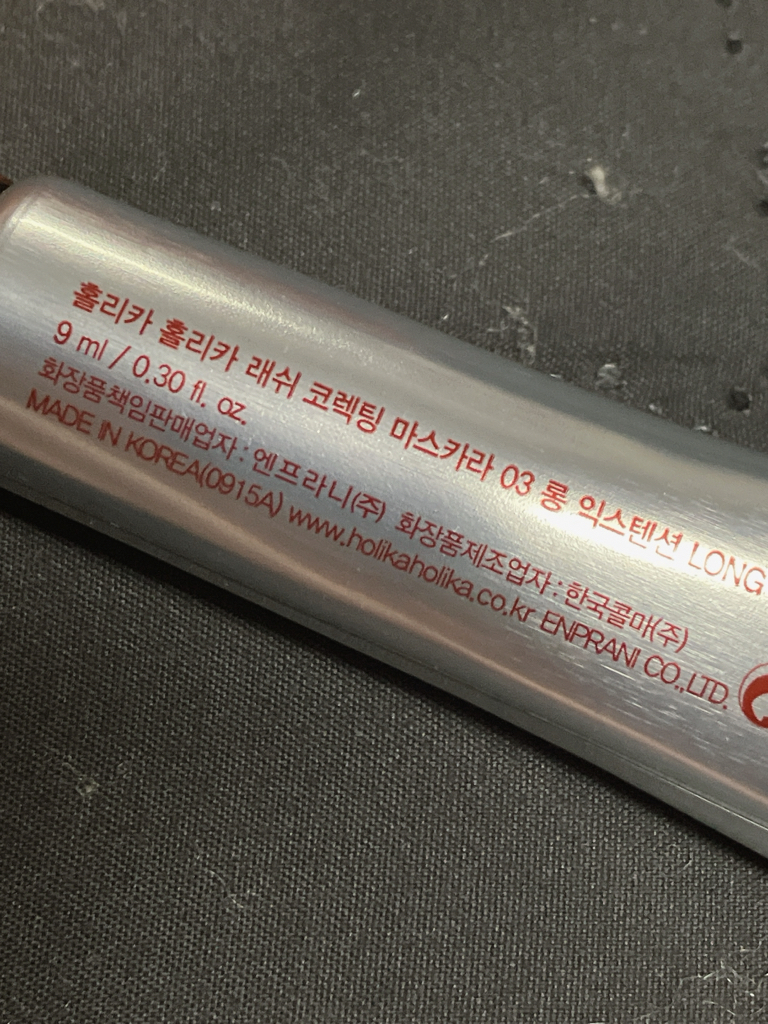 홀리카 홀리카 래쉬 코렉팅 마스카라 03 롱 익스텐션 LONG
9 ml / 0.30 fl. oz.
화장품책임판매업자 : 엔프라니(주) 화장품제조업자 : 한국콜마(주)
MADE IN KOREA(0915A) www.holikaholika.co.kr ENPRANI CO.,LTD.